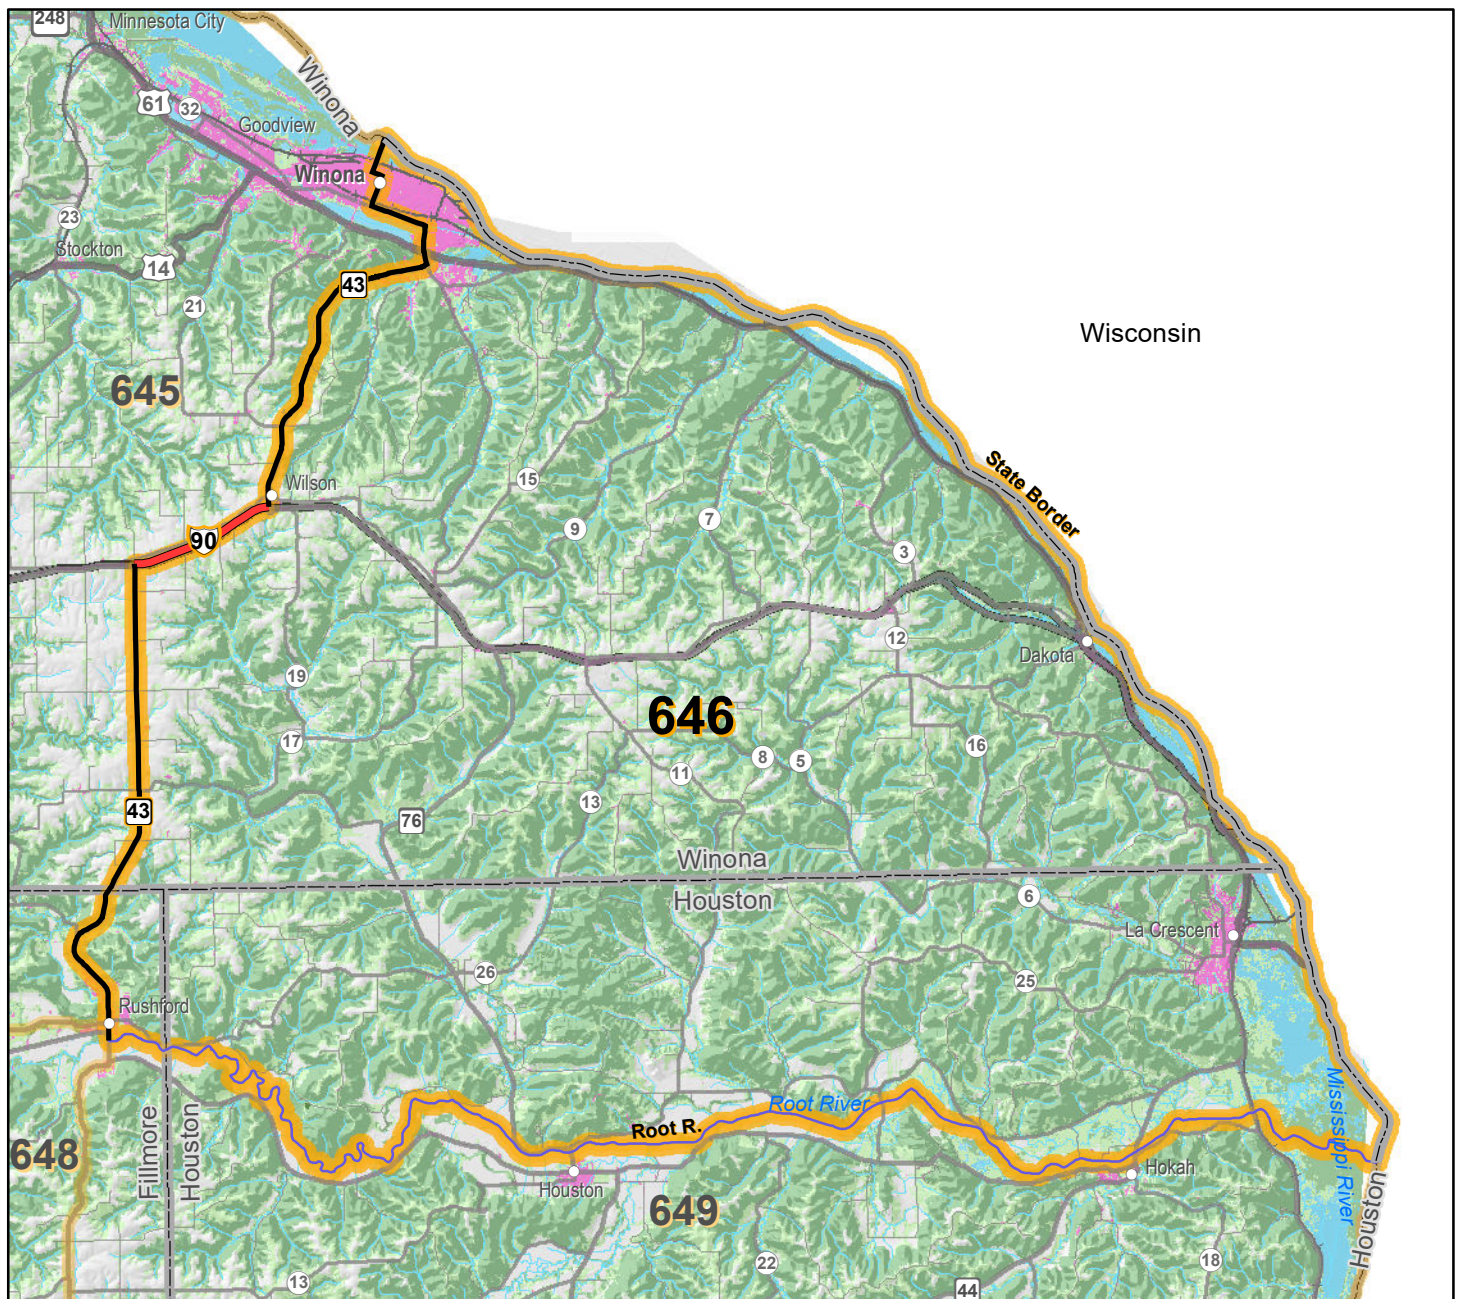 248
Minnesota City
Winona
61
32
Goodview
Winona
23
Stockton
14
43
21
Wisconsin
645
Wilson
15
State Border
9
7
90
3
12
Dakota
19
646
17
16
8
5
11
13
43
76
Winona
Houston
6
La Crescent
26
25
Rushford
Root River
Root R.
Mississippi River
648
Fillmore
Houston
Hokah
Houston
649
Houston
22
18
13
44